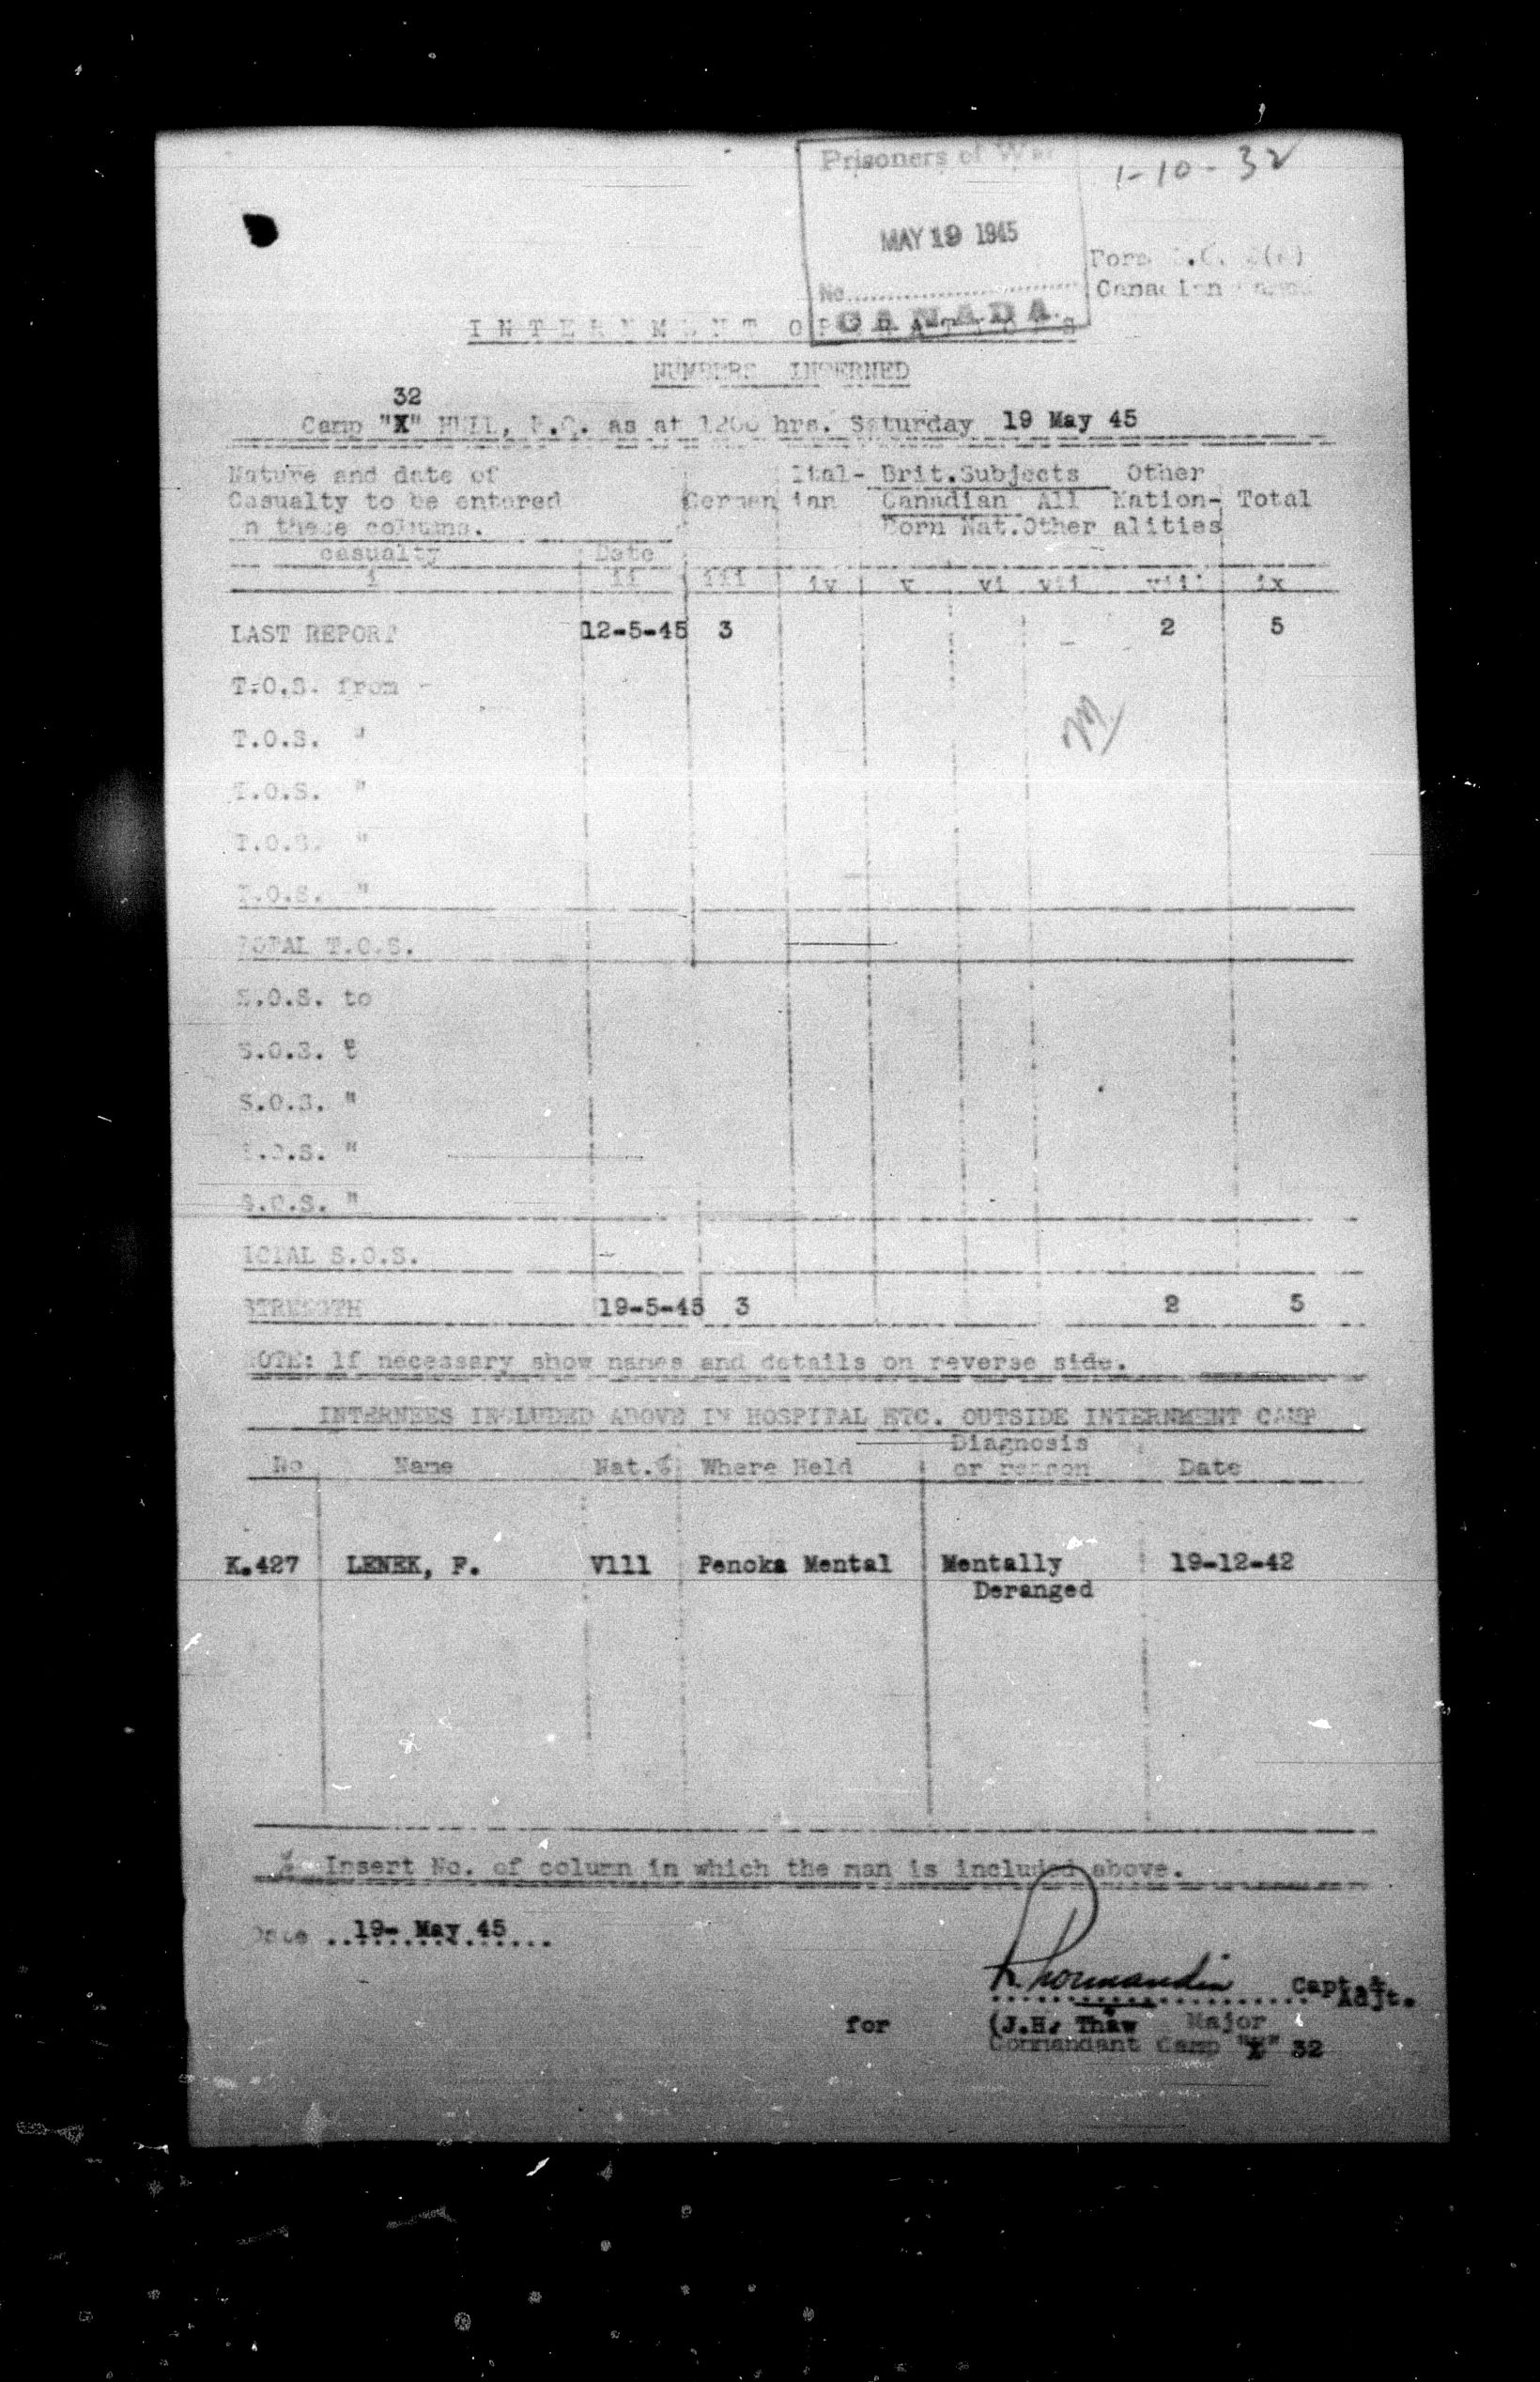 Prisoners of War
1-10-32
MAY 19 1945
Form
No.
Canadian
CANADA.
INTERNMENT OPERATIONS
NUMBERS INTERNED
32
Camp "X" HULL, P.Q. as at 1200 hrs. Saturday 19 May 45
Nature and date of Ital- Brit.Subjects Other
Casualty to be entered German ian Canadian All Nation- Total
in these columns. Born Nat.Other alities
casualty Date
i ii iii iv v vi vii viii ix
LAST REPORT 12-5-45 3 2 5
T.O.S. from -
T.O.S. "
T.O.S. "
T.O.S. "
T.O.S. "
TOTAL T.O.S.
S.O.S. to
S.O.S. t
S.O.S. "
S.O.S. "
S.O.S. "
TOTAL S.O.S.
STRENGTH 19-5-45 3 2 5
NOTE: If necessary show names and details on reverse side.
INTERNEES INCLUDED ABOVE IN HOSPITAL ETC. OUTSIDE INTERNMENT CAMP
Diagnosis
No Name Nat.% Where Held or reason Date
K.427 LENEK, F. V111 Penoka Mental Mentally 19-12-42
Deranged
% Insert No. of column in which the man is included above.
Date 19- May 45
R. Normandin Capt. &
Adjt.
for (J.H. Thaw Major
Commandant Camp "X" 32